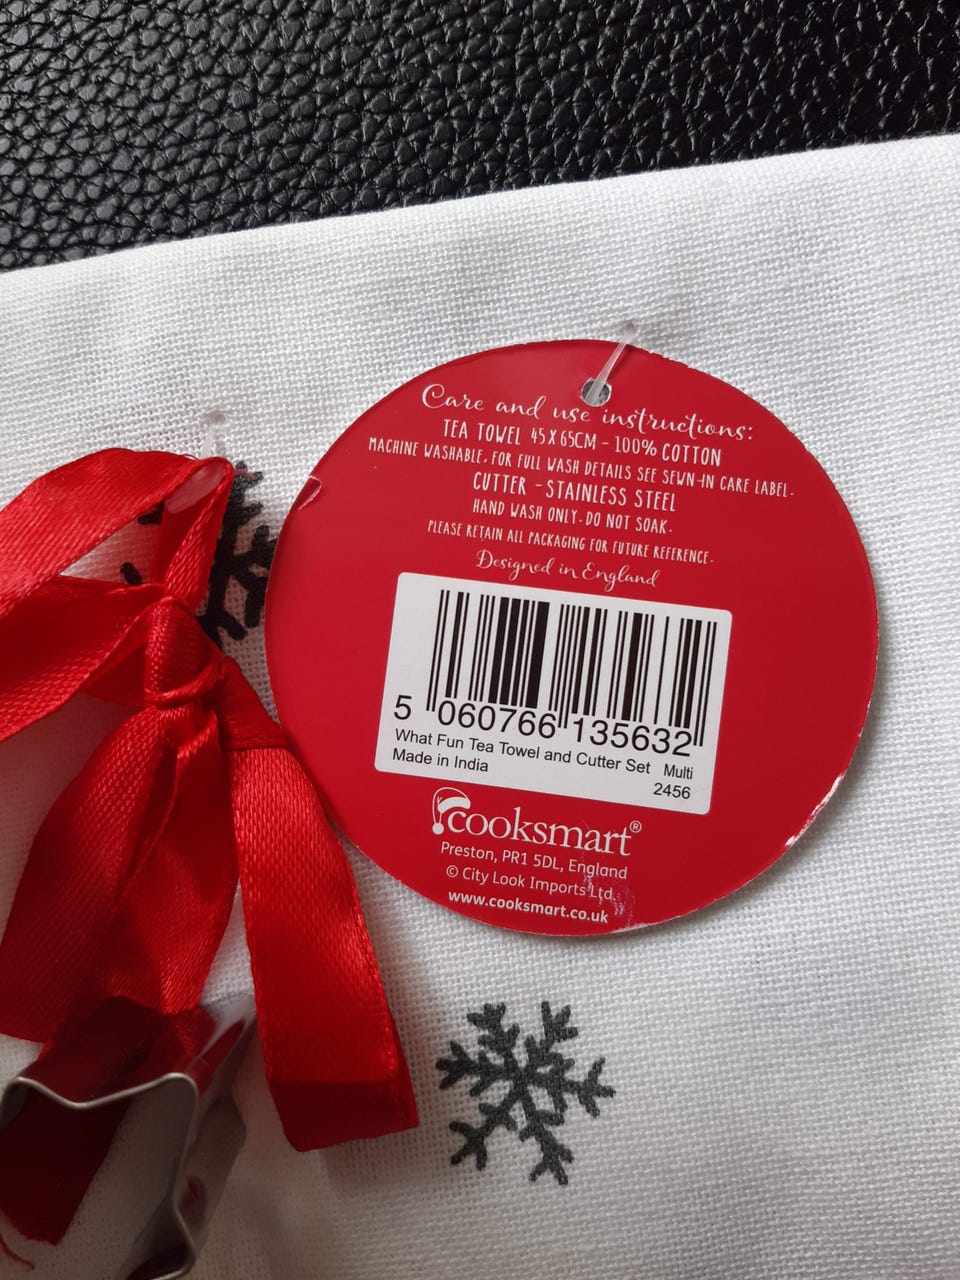 Care and use instructions:
TEA TOWEL 45X65CM - 100% COTTON
MACHINE WASHABLE, FOR FULL WASH DETAILS SEE SEWN-IN CARE LABEL.
CUTTER - STAINLESS STEEL
HAND WASH ONLY. DO NOT SOAK.
PLEASE RETAIN ALL PACKAGING FOR FUTURE REFERENCE.
Designed in England
5 060766 135632
What Fun Tea Towel and Cutter Set Multi
Made in India 2456
cooksmart®
Preston, PR1 5DL, England
© City Look Imports Ltd.
www.cooksmart.co.uk